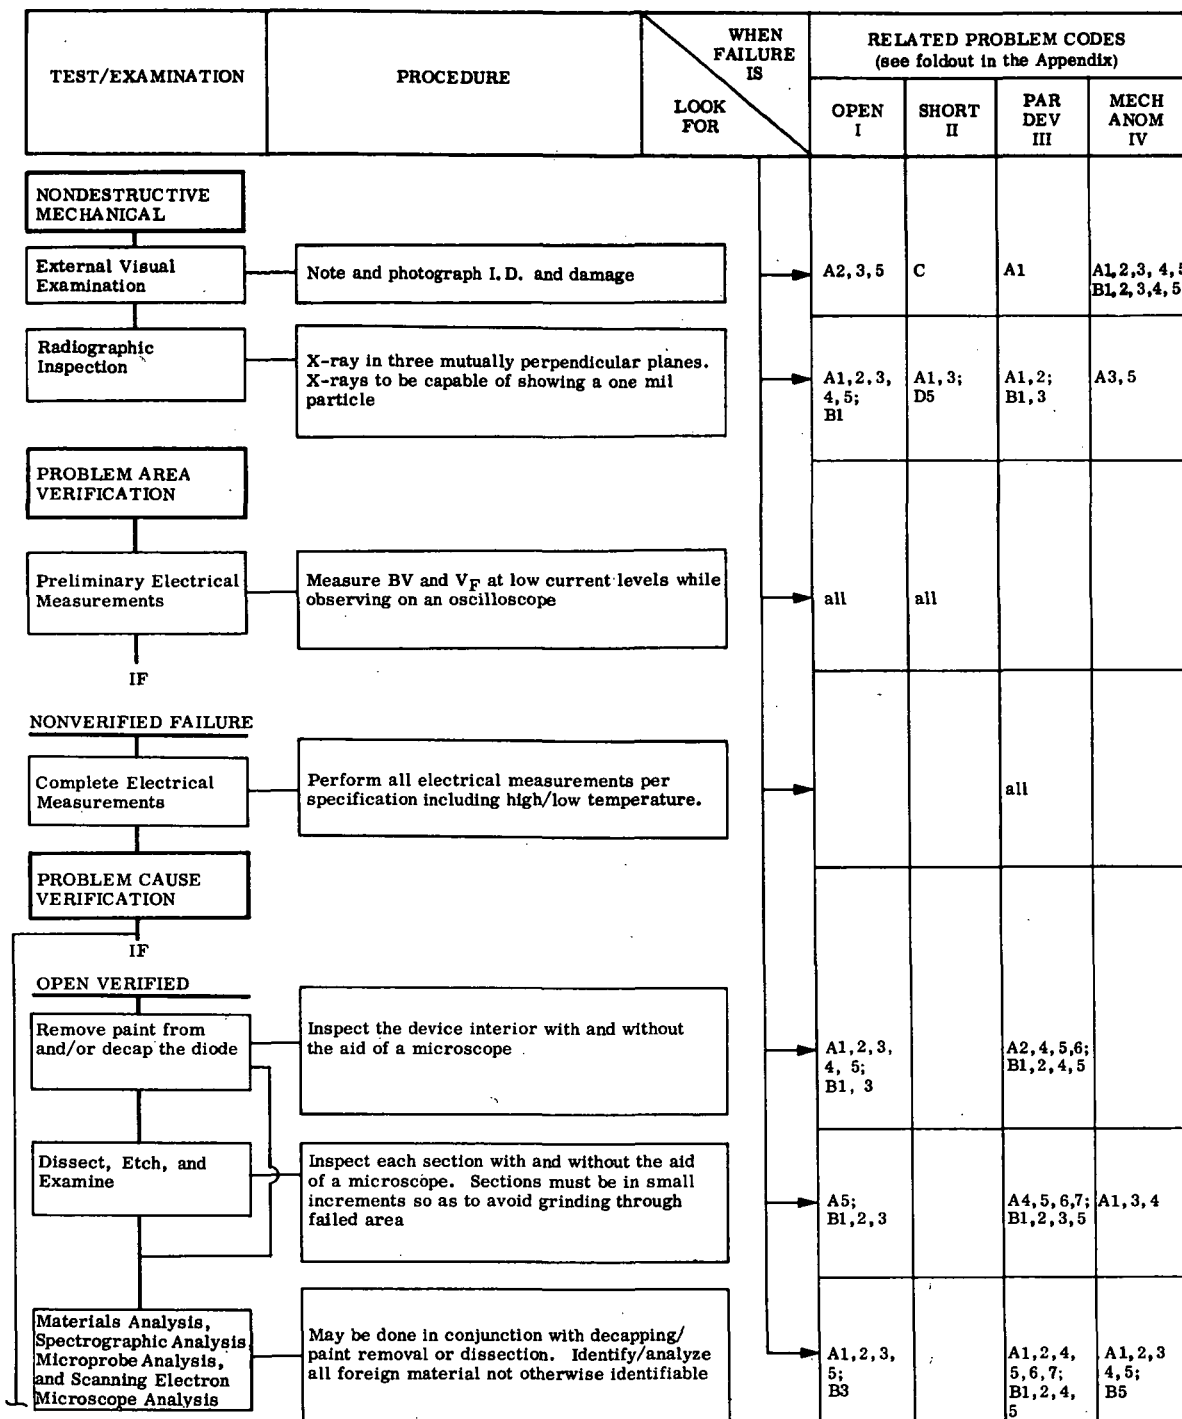 TEST/EXAMINATION
PROCEDURE
WHEN
FAILURE
IS
LOOK
FOR
RELATED PROBLEM CODES
(see foldout in the Appendix)
OPEN
I
SHORT
II
PAR
DEV
III
MECH
ANOM
IV
NONDESTRUCTIVE
MECHANICAL
External Visual
Examination
Note and photograph I.D. and damage
A2, 3, 5
C
A1
A1, 2, 3, 4, 5
B1, 2, 3, 4, 5
Radiographic
Inspection
X-ray in three mutually perpendicular planes.
X-rays to be capable of showing a one mil
particle
A1, 2, 3,
4, 5;
B1
A1, 3;
D5
A1, 2;
B1, 3
A3, 5
PROBLEM AREA
VERIFICATION
Preliminary Electrical
Measurements
Measure BV and VF at low current levels while
observing on an oscilloscope
all
all
IF
NONVERIFIED FAILURE
Complete Electrical
Measurements
Perform all electrical measurements per
specification including high/low temperature.
all
PROBLEM CAUSE
VERIFICATION
IF
OPEN VERIFIED
Remove paint from
and/or decap the diode
Inspect the device interior with and without
the aid of a microscope
A1, 2, 3,
4, 5;
B1, 3
A2, 4, 5, 6;
B1, 2, 4, 5
Dissect, Etch, and
Examine
Inspect each section with and without the aid
of a microscope. Sections must be in small
increments so as to avoid grinding through
failed area
A5;
B1, 2, 3
A4, 5, 6, 7;
B1, 2, 3, 5
A1, 3, 4
Materials Analysis,
Spectrographic Analysis
Microprobe Analysis,
and Scanning Electron
Microscope Analysis
May be done in conjunction with decapping/
paint removal or dissection. Identify/analyze
all foreign material not otherwise identifiable
A1, 2, 3,
5;
B3
A1, 2, 4,
5, 6, 7;
B1, 2, 4,
5
A1, 2, 3
4, 5;
B5